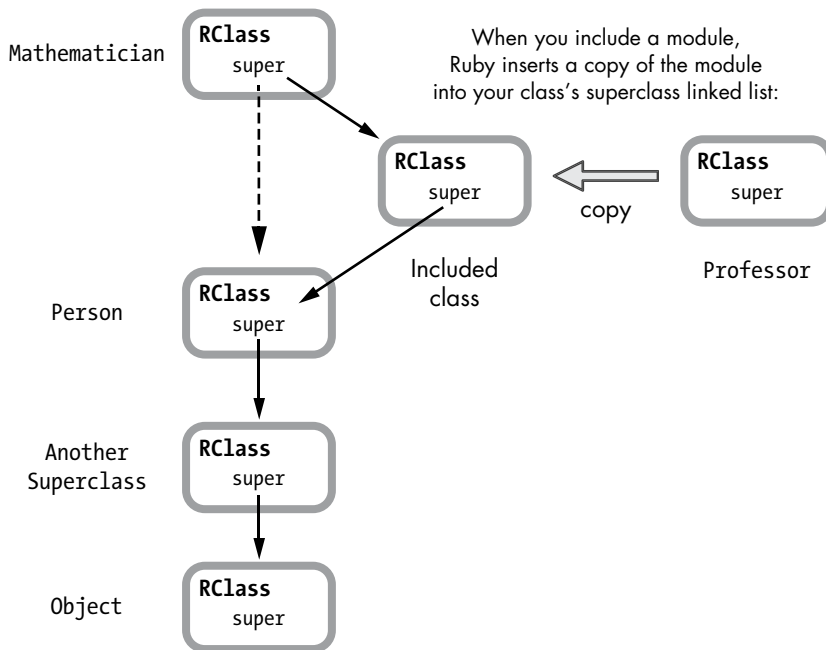 Mathematician
RClass
super
When you include a module,
Ruby inserts a copy of the module
into your class’s superclass linked list:
RClass
super
copy
RClass
super
Included
class
Professor
Person
RClass
super
Another
Superclass
RClass
super
Object
RClass
super